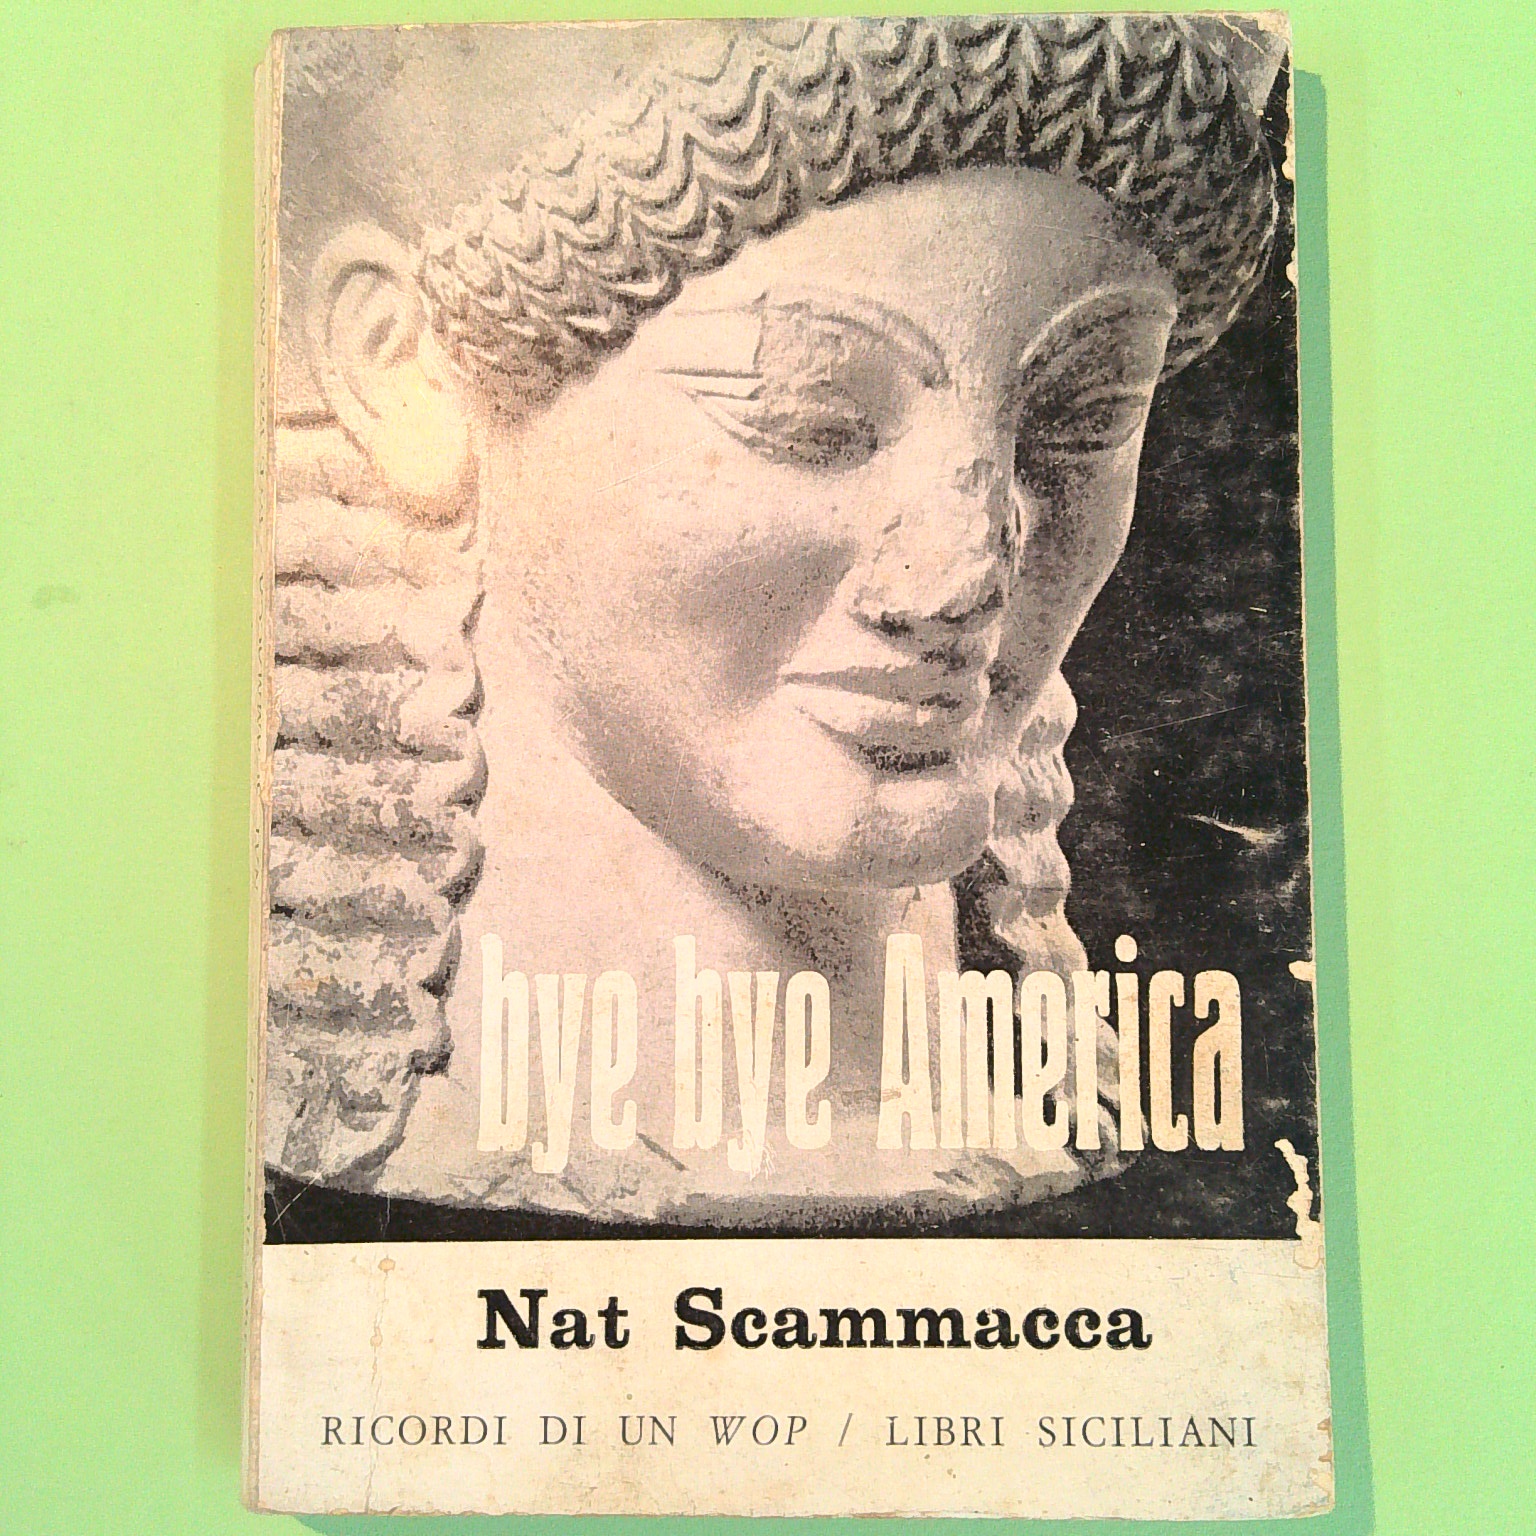 bye bye America
Nat Scammacca
RICORDI DI UN WOP / LIBRI SICILIANI